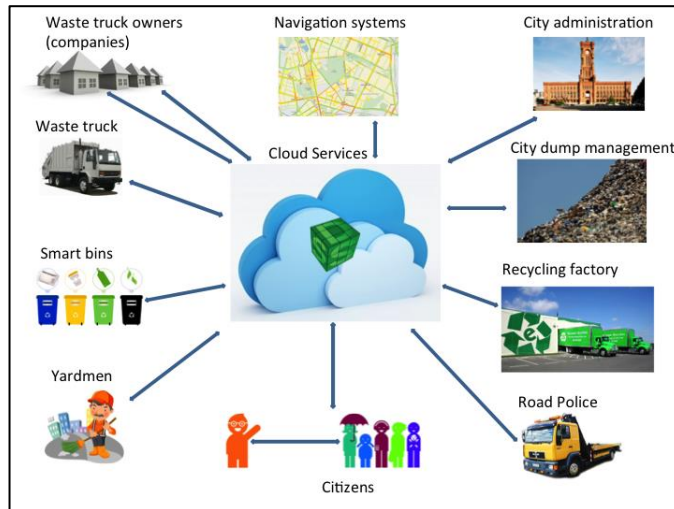 Waste truck owners
(companies)
Navigation systems
City administration
Waste truck
Cloud Services
City dump management
Smart bins
Recycling factory
Yardmen
Road Police
Citizens